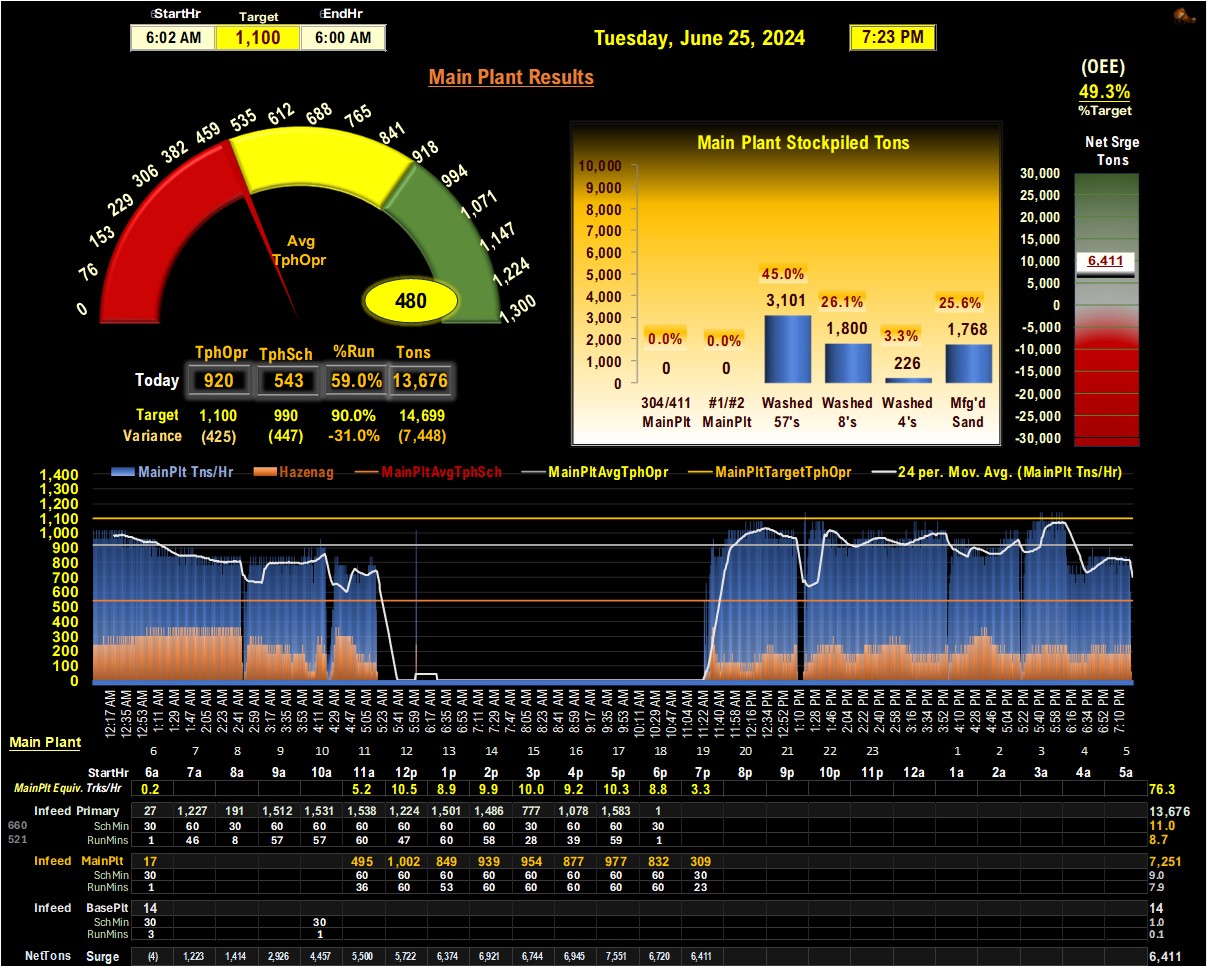 StartHr Target EndHr
6:02 AM 1,100 6:00 AM
Tuesday, June 25, 2024 7:23 PM
Main Plant Results
(OEE)
49.3%
%Target
Net Srge
Tons
0 76 153 229 306 382 459 535 612 688 765 841 918 994 1,071 1,147 1,224 1,300
Avg
TphOpr
480
TphOpr TphSch %Run Tons
Today 920 543 59.0% 13,676
Target 1,100 990 90.0% 14,699
Variance (425) (447) -31.0% (7,448)
Main Plant Stockpiled Tons
10,000
9,000
8,000
7,000
6,000
5,000
4,000
3,000
2,000
1,000
0
0.0% 0.0% 45.0% 26.1% 3.3% 25.6%
0 0 3,101 1,800 226 1,768
304/411 #1/#2 Washed Washed Washed Mfg'd
MainPlt MainPlt 57's 8's 4's Sand
30,000
25,000
20,000
15,000
10,000
5,000
0
-5,000
-10,000
-15,000
-20,000
-25,000
-30,000
6,411
MainPlt Tns/Hr Hazenag MainPltAvgTphSch MainPltAvgTphOpr MainPltTargetTphOpr 24 per. Mov. Avg. (MainPlt Tns/Hr)
1,400
1,300
1,200
1,100
1,000
900
800
700
600
500
400
300
200
100
0
12:17 AM 12:35 AM 12:53 AM 1:11 AM 1:29 AM 1:47 AM 2:05 AM 2:23 AM 2:41 AM 2:59 AM 3:17 AM 3:35 AM 3:53 AM 4:11 AM 4:29 AM 4:47 AM 5:05 AM 5:23 AM 5:41 AM 5:59 AM 6:17 AM 6:35 AM 6:53 AM 7:11 AM 7:29 AM 7:47 AM 8:05 AM 8:23 AM 8:41 AM 8:59 AM 9:17 AM 9:35 AM 9:53 AM 10:11 AM 10:29 AM 10:47 AM 11:04 AM 11:22 AM 11:40 AM 11:58 AM 12:16 PM 12:34 PM 12:52 PM 1:10 PM 1:28 PM 1:46 PM 2:04 PM 2:22 PM 2:40 PM 2:58 PM 3:16 PM 3:34 PM 3:52 PM 4:10 PM 4:28 PM 4:46 PM 5:04 PM 5:22 PM 5:40 PM 5:58 PM 6:16 PM 6:34 PM 6:52 PM 7:10 PM
Main Plant
6 7 8 9 10 11 12 13 14 15 16 17 18 19 20 21 22 23 1 2 3 4 5
StartHr 6a 7a 8a 9a 10a 11a 12p 1p 2p 3p 4p 5p 6p 7p 8p 9p 10p 11p 12a 1a 2a 3a 4a 5a
MainPlt Equiv. Trks/Hr 0.2 5.2 10.5 8.9 9.9 10.0 9.2 10.3 8.8 3.3 76.3
Infeed Primary 27 1,227 191 1,512 1,531 1,538 1,224 1,501 1,486 777 1,078 1,583 1 13,676
660 SchMin 30 60 30 60 60 60 60 60 60 30 60 60 30 11.0
521 RunMins 1 46 8 57 57 60 47 60 58 28 39 59 1 8.7
Infeed MainPlt 17 495 1,002 849 939 954 877 977 832 309 7,251
SchMin 30 60 60 60 60 60 60 60 60 30 9.0
RunMins 1 36 60 53 60 60 60 60 60 23 7.9
Infeed BasePlt 14 14
SchMin 30 30 1.0
RunMins 3 1 0.1
NetTons Surge (4) 1,223 1,414 2,926 4,457 5,500 5,722 6,374 6,921 6,744 6,945 7,551 6,720 6,411 6,411